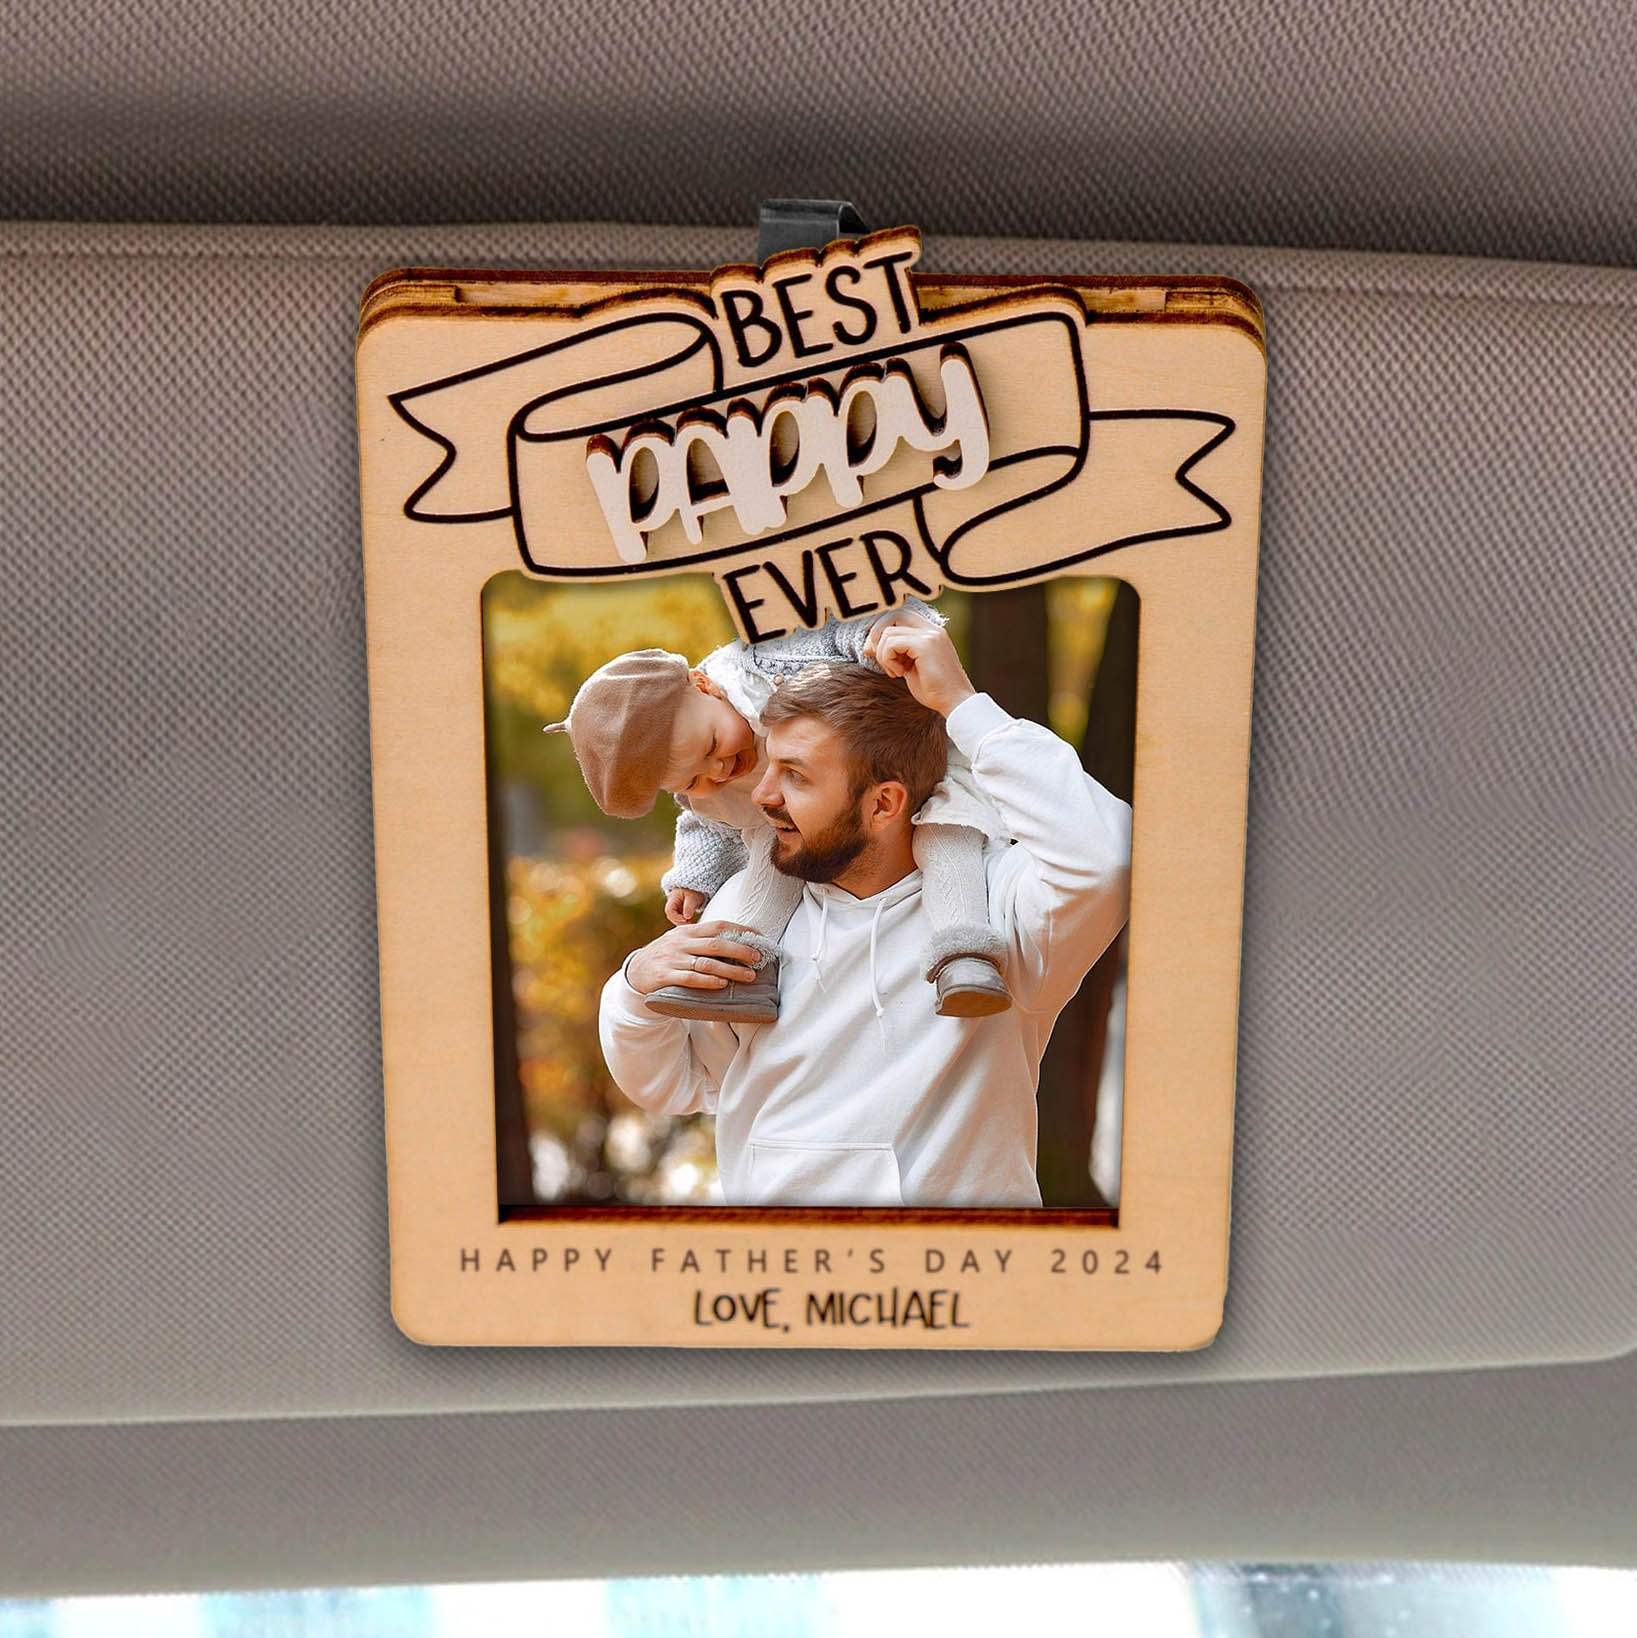 BEST
PAPPY
EVER
HAPPY FATHER'S DAY 2024
LOVE, MICHAEL